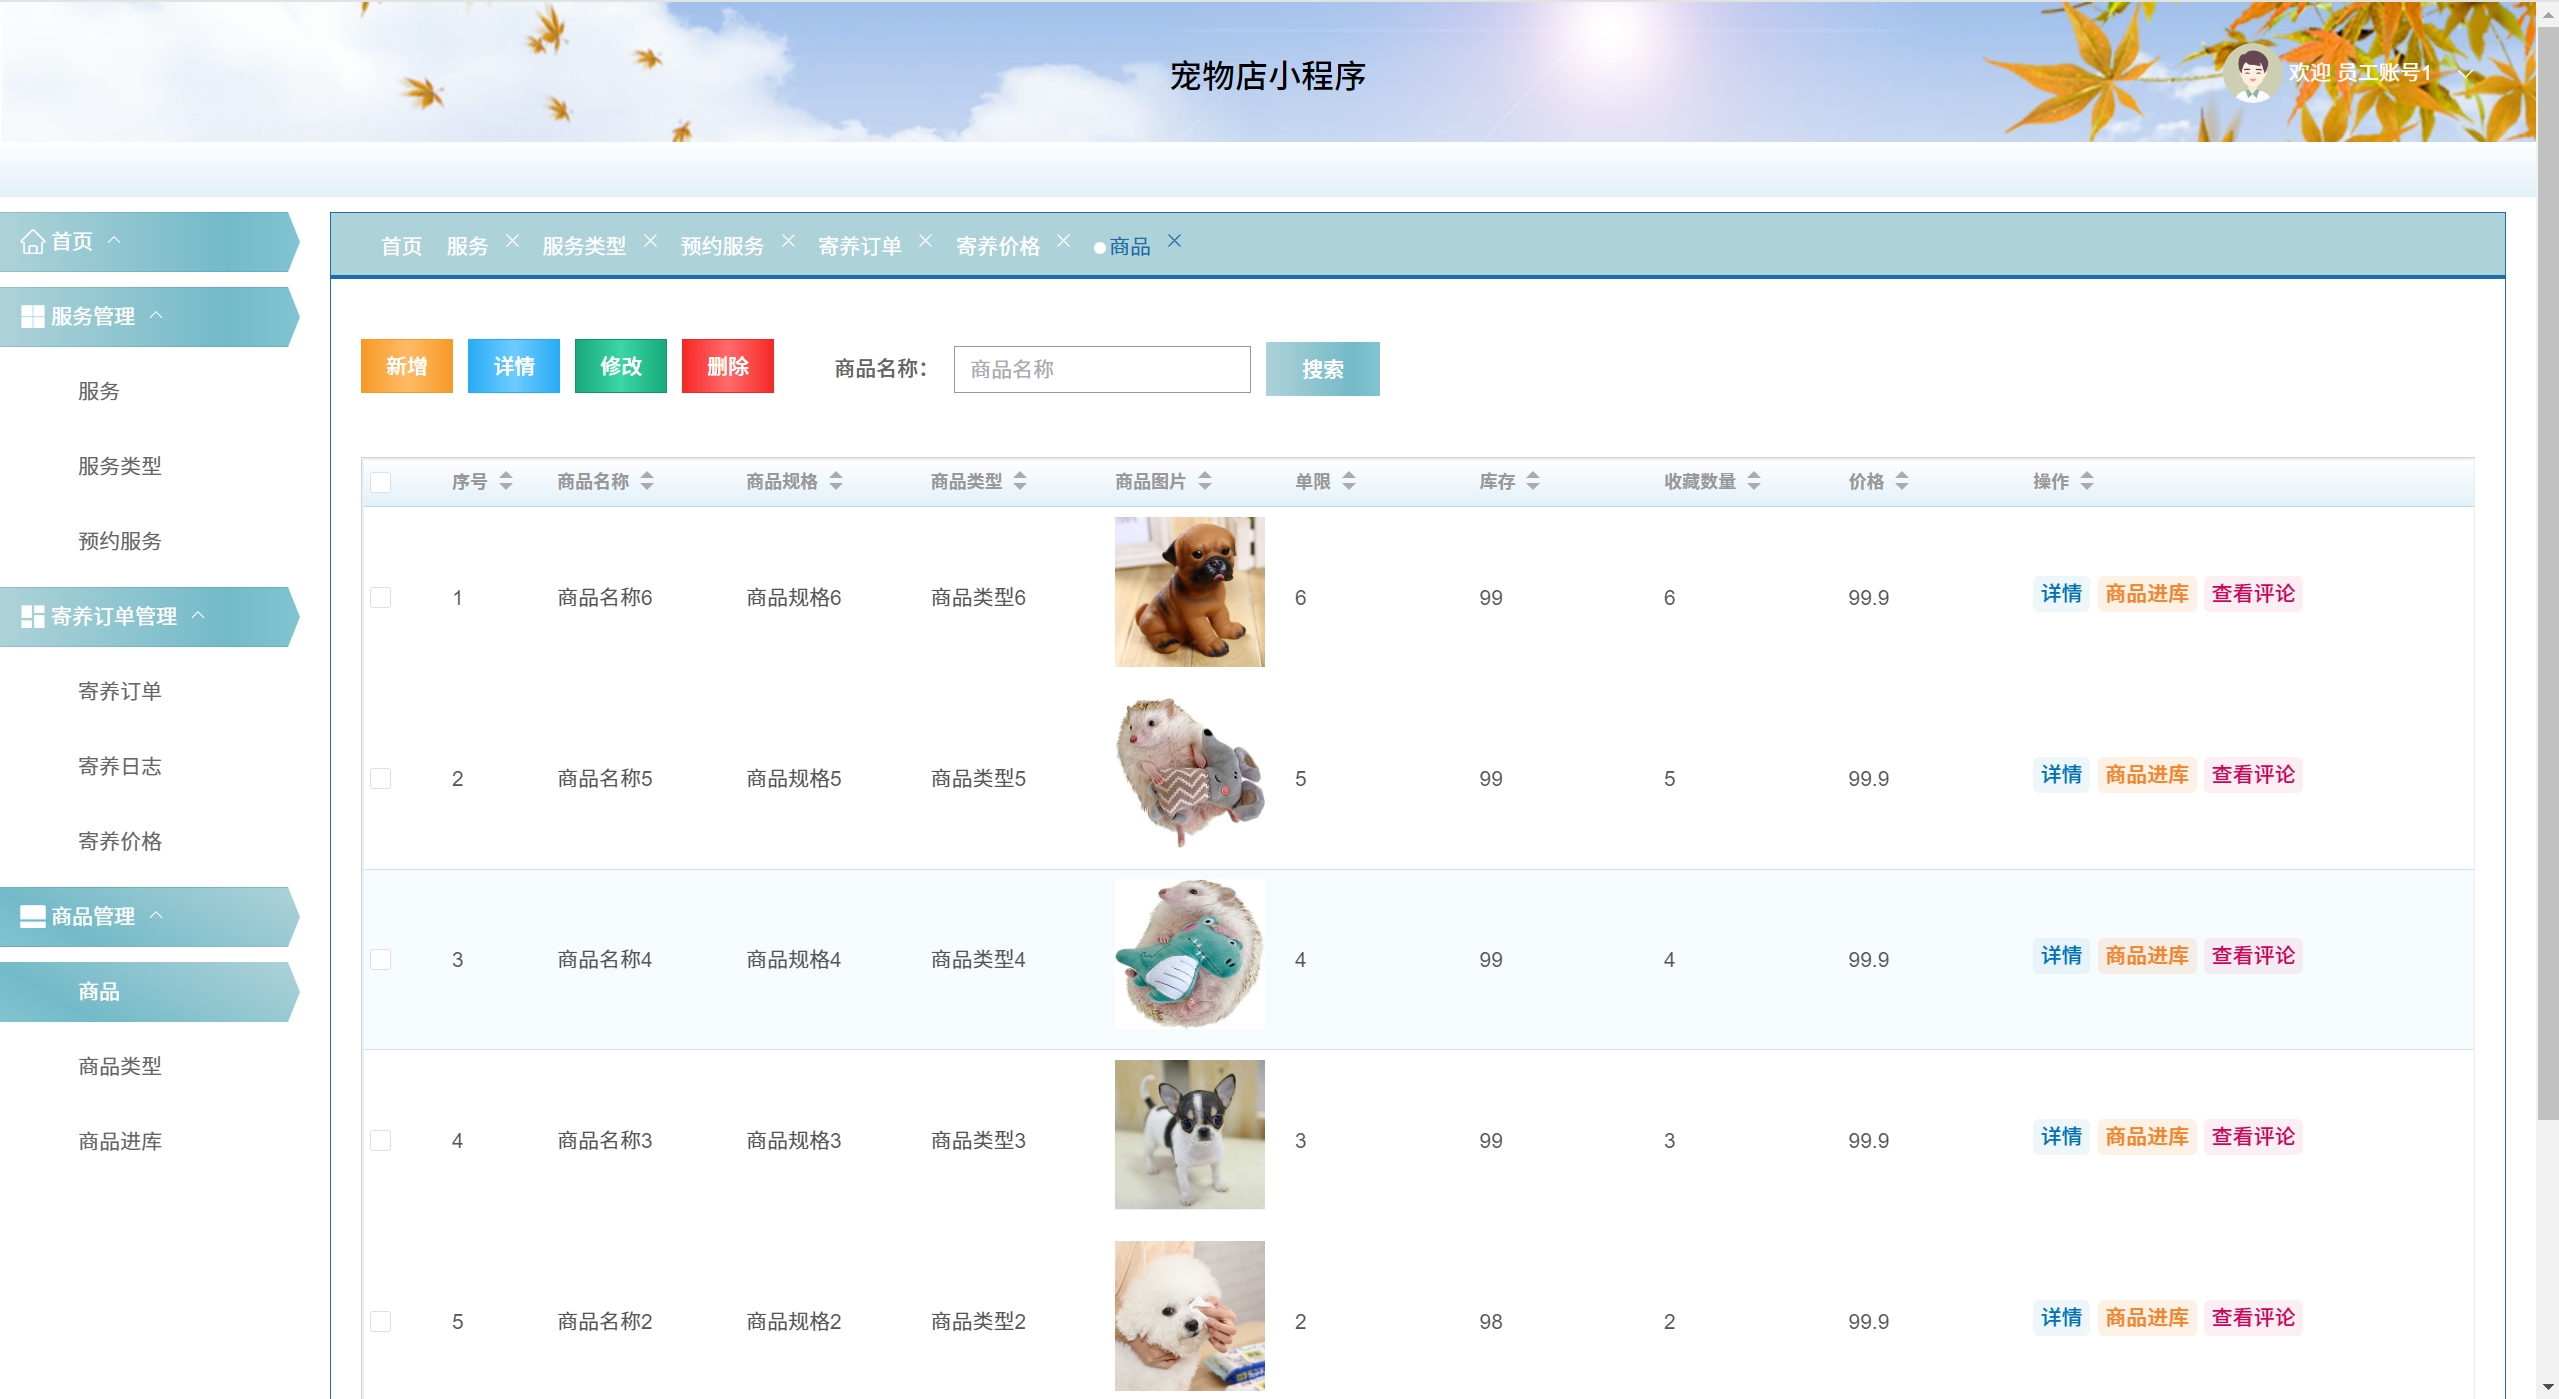 宠物店小程序
欢迎 员工账号1
首页
服务管理
服务
服务类型
预约服务
寄养订单管理
寄养订单
寄养日志
寄养价格
商品管理
商品
商品类型
商品进库
首页 服务 服务类型 预约服务 寄养订单 寄养价格 商品
新增 详情 修改 删除 商品名称： 商品名称 搜索
序号 商品名称 商品规格 商品类型 商品图片 单限 库存 收藏数量 价格 操作
1 商品名称6 商品规格6 商品类型6 6 99 6 99.9 详情 商品进库 查看评论
2 商品名称5 商品规格5 商品类型5 5 99 5 99.9 详情 商品进库 查看评论
3 商品名称4 商品规格4 商品类型4 4 99 4 99.9 详情 商品进库 查看评论
4 商品名称3 商品规格3 商品类型3 3 99 3 99.9 详情 商品进库 查看评论
5 商品名称2 商品规格2 商品类型2 2 98 2 99.9 详情 商品进库 查看评论